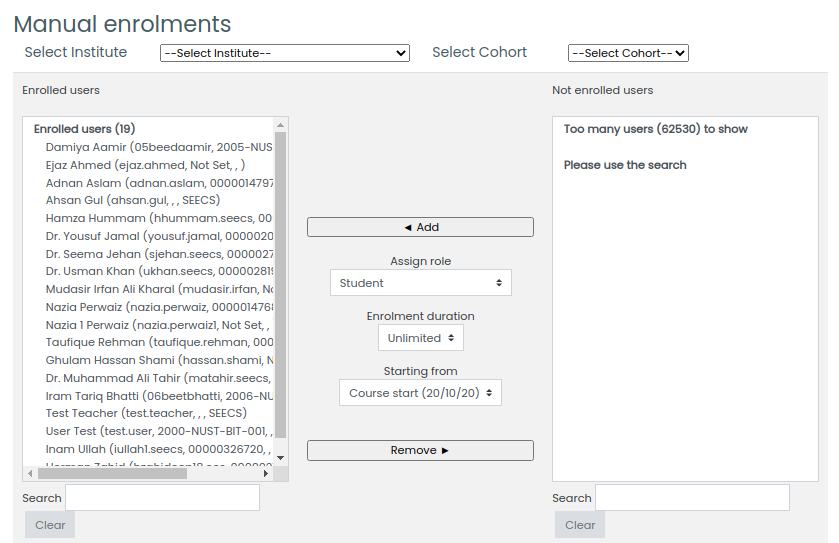 Manual enrolments
Select Institute
--Select Institute--
Select Cohort
--Select Cohort--
Enrolled users
Enrolled users (19)
Damiya Aamir (05beedaamir, 2005-NUS
Ejaz Ahmed (ejaz.ahmed, Not Set, , )
Adnan Aslam (adnan.aslam, 0000014797
Ahsan Gul (ahsan.gul, , , SEECS)
Hamza Hummam (hhummam.seecs, 00
Dr. Yousuf Jamal (yousuf.jamal, 0000020
Dr. Seema Jehan (sjehan.seecs, 0000027
Dr. Usman Khan (ukhan.seecs, 000002819
Mudasir Irfan Ali Kharal (mudasir.irfan, No
Nazia Perwaiz (nazia.perwaiz, 0000014768
Nazia 1 Perwaiz (nazia.perwaiz1, Not Set, ,
Taufique Rehman (taufique.rehman, 000
Ghulam Hassan Shami (hassan.shami, N
Dr. Muhammad Ali Tahir (matahir.seecs,
Iram Tariq Bhatti (06beetbhatti, 2006-NU
Test Teacher (test.teacher, , , SEECS)
User Test (test.user, 2000-NUST-BIT-001, ,
Inam Ullah (iullah1.seecs, 00000326720, ,
Search
Clear
◄ Add
Assign role
Student
Enrolment duration
Unlimited
Starting from
Course start (20/10/20)
Remove ►
Not enrolled users
Too many users (62530) to show
Please use the search
Search
Clear